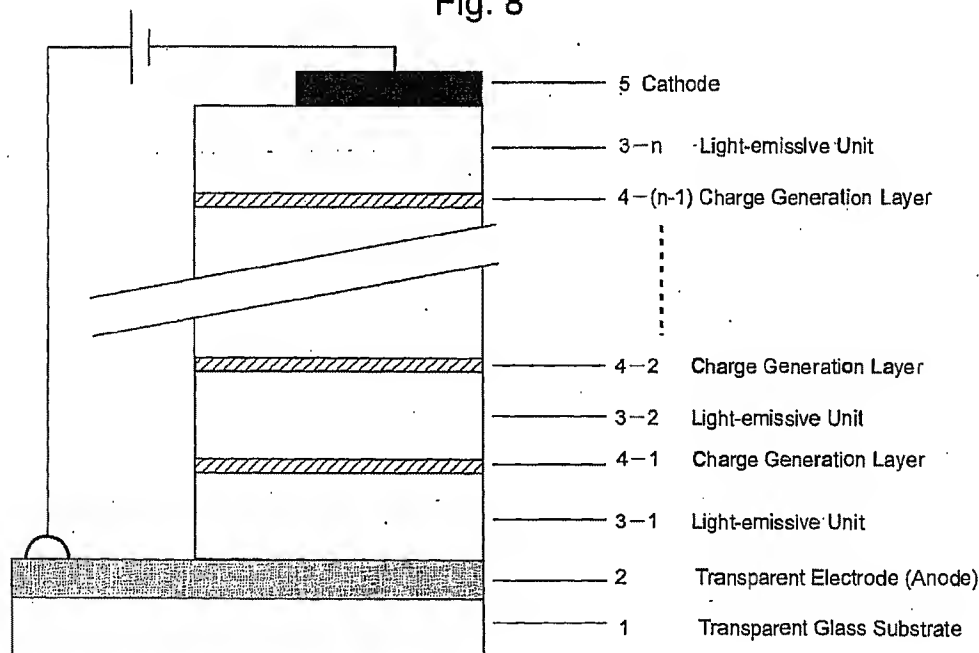 Fig. 8
5 Cathode
3-n Light-emissive Unit
4-(n-1) Charge Generation Layer
4-2 Charge Generation Layer
3-2 Light-emissive Unit
4-1 Charge Generation Layer
3-1 Light-emissive Unit
2 Transparent Electrode (Anode)
1 Transparent Glass Substrate